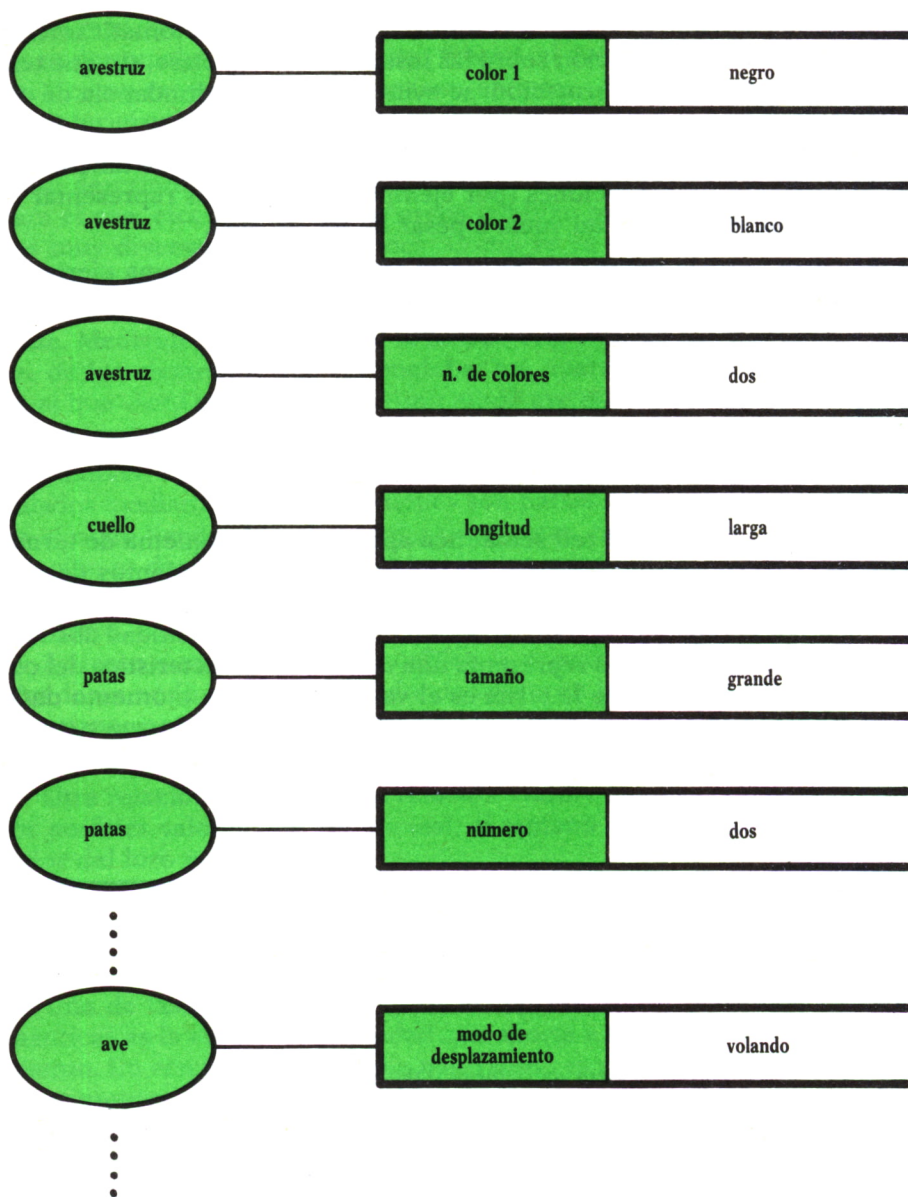 avestruz color 1 negro
avestruz color 2 blanco
avestruz n.° de colores dos
cuello longitud larga
patas tamaño grande
patas número dos
ave modo de desplazamiento volando